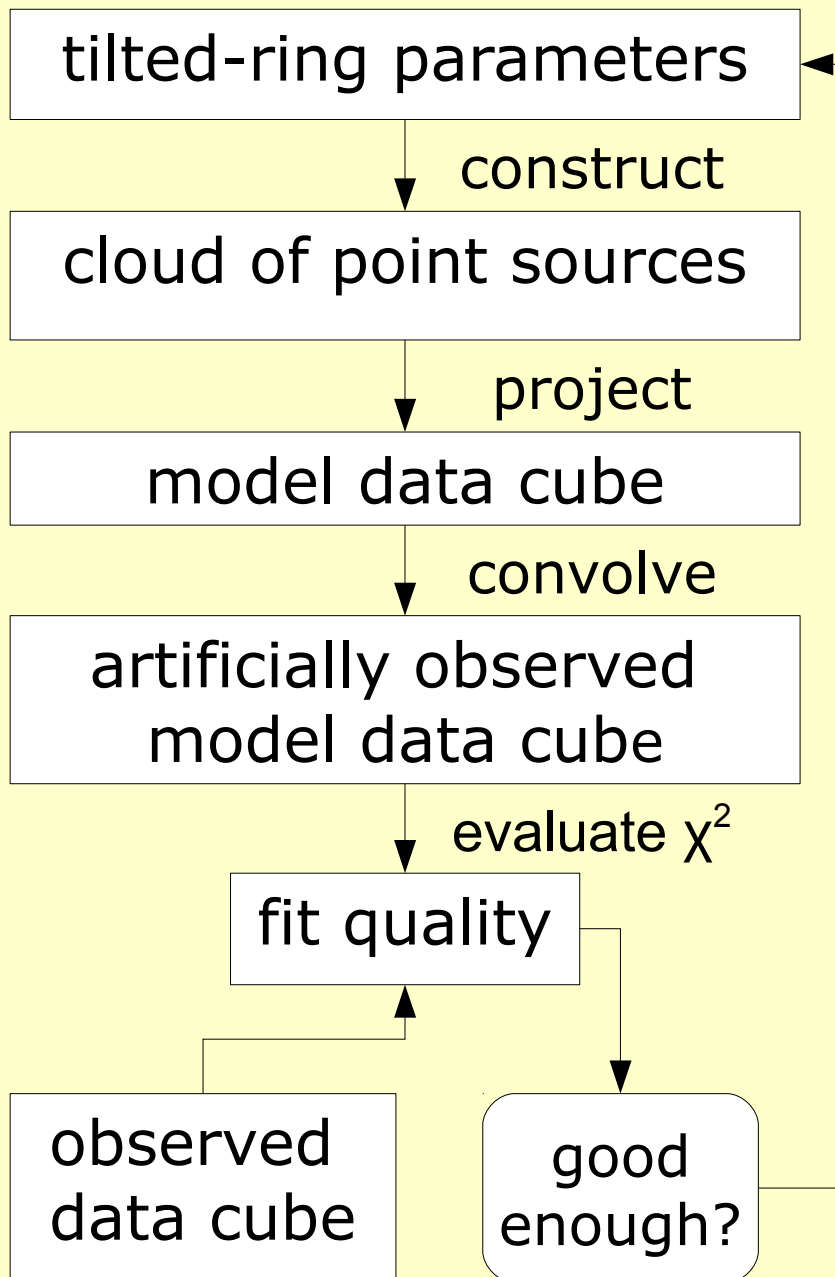 tilted-ring parameters
construct
cloud of point sources
project
model data cube
convolve
artificially observed
model data cube
evaluate χ²
fit quality
observed
data cube
good
enough?